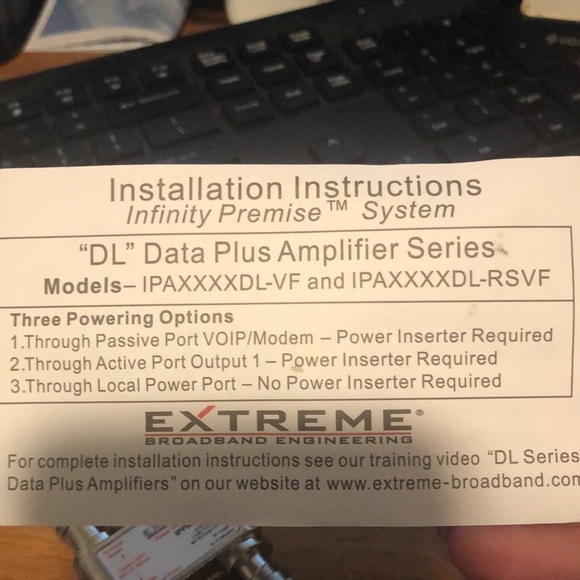 Installation Instructions
Infinity Premise™ System
“DL” Data Plus Amplifier Series
Models– IPAXXXXDL-VF and IPAXXXXDL-RSVF
Three Powering Options
1.Through Passive Port VOIP/Modem – Power Inserter Required
2.Through Active Port Output 1 – Power Inserter Required
3.Through Local Power Port – No Power Inserter Required
EXTREME®
BROADBAND ENGINEERING
For complete installation instructions see our training video “DL Series
Data Plus Amplifiers” on our website at www.extreme-broadband.com